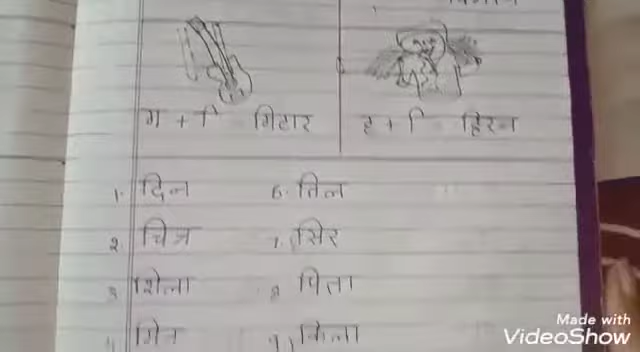 ग + ि गिटार ह + ि हिरन
1. दिन 6. तिल
2. चित्र 7. सिर
3. शिला 8. पिता
4. गिन 9. किला
Made with
VideoShow